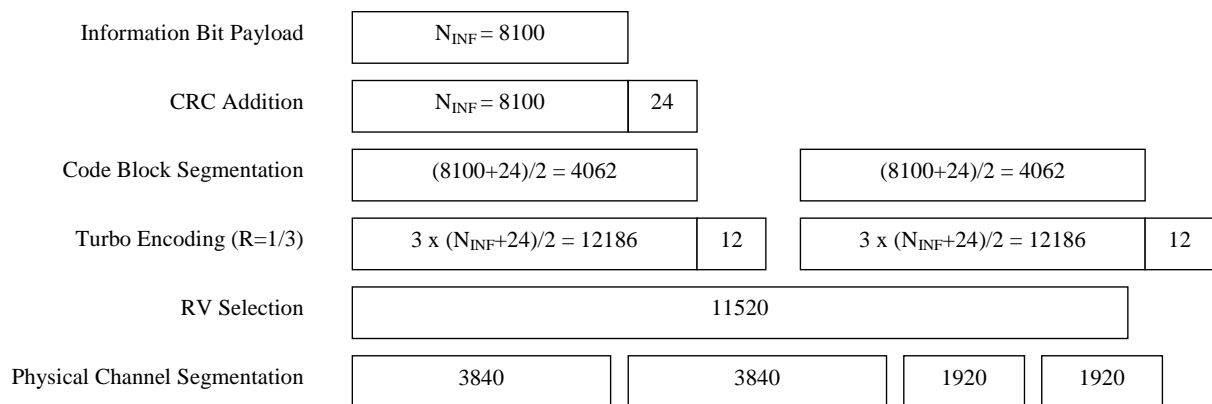 Information Bit Payload N_INF = 8100
CRC Addition N_INF = 8100 24
Code Block Segmentation (8100+24)/2 = 4062 (8100+24)/2 = 4062
Turbo Encoding (R=1/3) 3 x (N_INF+24)/2 = 12186 12 3 x (N_INF+24)/2 = 12186 12
RV Selection 11520
Physical Channel Segmentation 3840 3840 1920 1920